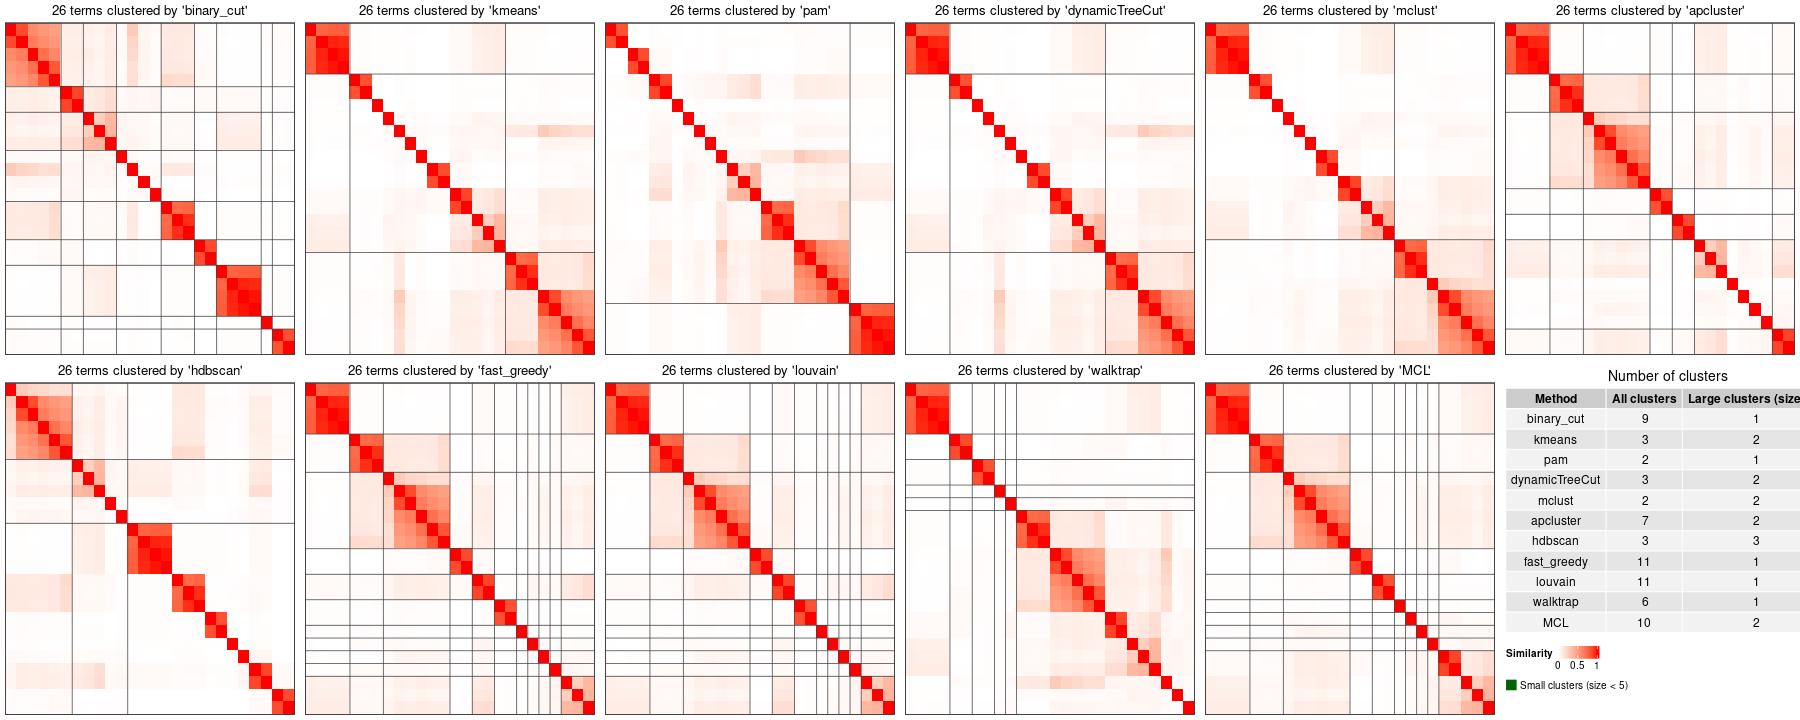 26 terms clustered by 'binary_cut'
26 terms clustered by 'kmeans'
26 terms clustered by 'pam'
26 terms clustered by 'dynamicTreeCut'
26 terms clustered by 'mclust'
26 terms clustered by 'apcluster'
26 terms clustered by 'hdbscan'
26 terms clustered by 'fast_greedy'
26 terms clustered by 'louvain'
26 terms clustered by 'walktrap'
26 terms clustered by 'MCL'
Number of clusters
Method All clusters Large clusters (size
binary_cut 9 1
kmeans 3 2
pam 2 1
dynamicTreeCut 3 2
mclust 2 2
apcluster 7 2
hdbscan 3 3
fast_greedy 11 1
louvain 11 1
walktrap 6 1
MCL 10 2
Similarity
0 0.5 1
Small clusters (size < 5)